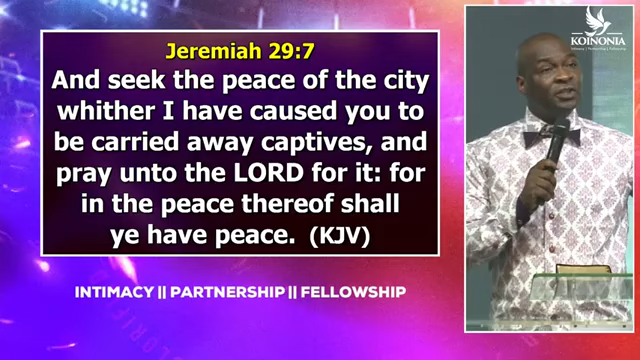 Jeremiah 29:7
And seek the peace of the city
whither I have caused you to
be carried away captives, and
pray unto the LORD for it: for
in the peace thereof shall
ye have peace. (KJV)
INTIMACY || PARTNERSHIP || FELLOWSHIP
KOINONIA